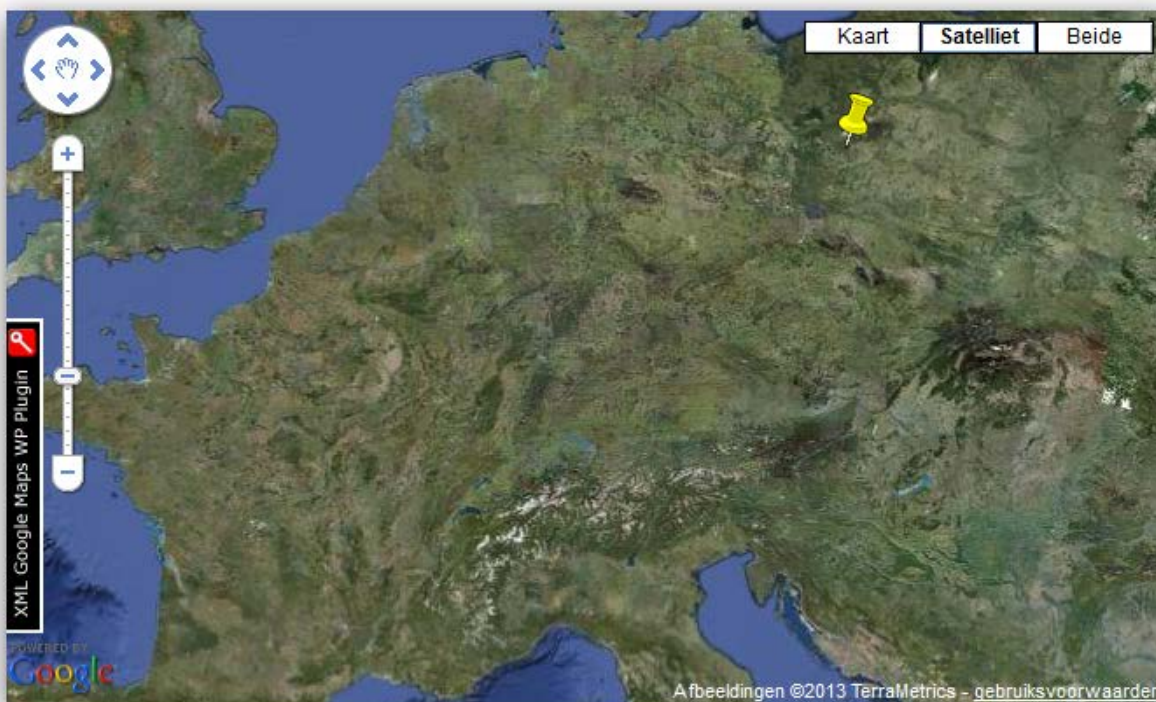 Kaart Satelliet Beide
XML Google Maps WP Plugin
POWERED BY
Google
Afbeeldingen ©2013 TerraMetrics - gebruiksvoorwaarden